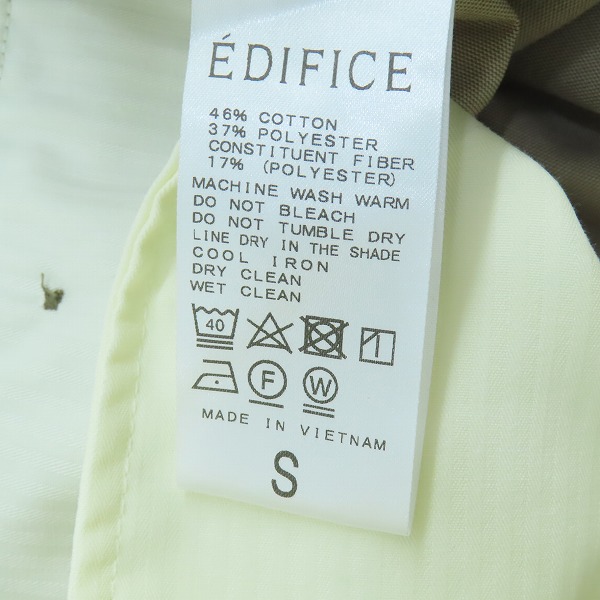 ÉDIFICE
46% COTTON
37% POLYESTER
CONSTITUENT FIBER
17% (POLYESTER)
MACHINE WASH WARM
DO NOT BLEACH
DO NOT TUMBLE DRY
LINE DRY IN THE SHADE
COOL IRON
DRY CLEAN
WET CLEAN
40
F W
MADE IN VIETNAM
S